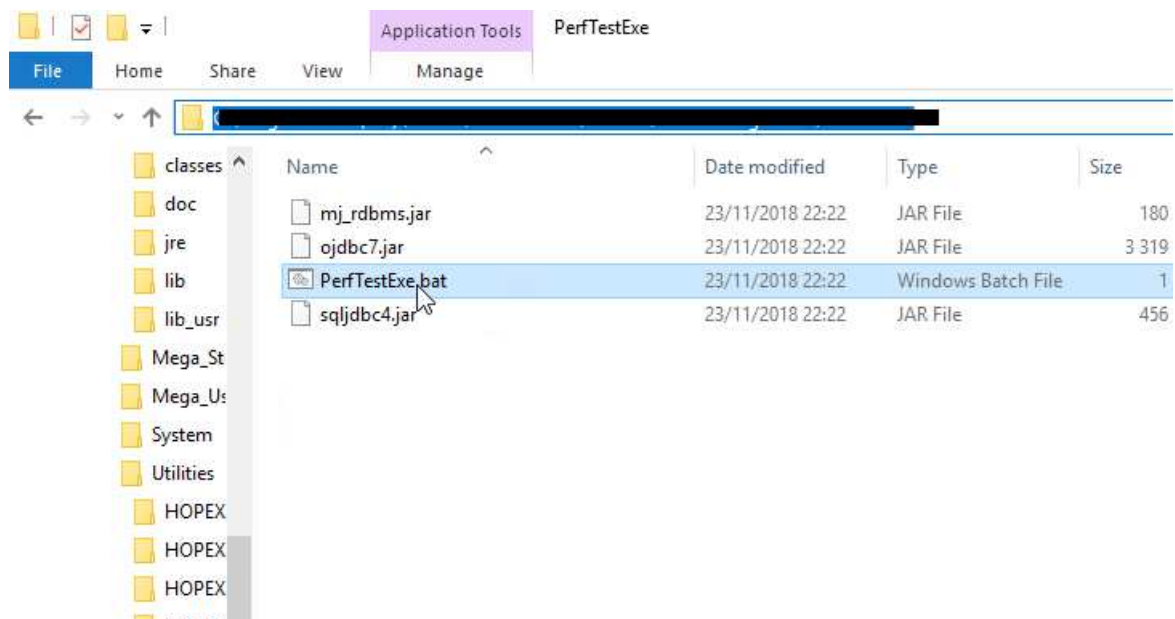 Application Tools PerfTestExe
File Home Share View Manage
classes Name Date modified Type Size
doc mj_rdbms.jar 23/11/2018 22:22 JAR File 180
jre ojdbc7.jar 23/11/2018 22:22 JAR File 3 319
lib PerfTestExe.bat 23/11/2018 22:22 Windows Batch File 1
lib_usr sqljdbc4.jar 23/11/2018 22:22 JAR File 456
Mega_St
Mega_Us
System
Utilities
HOPEX
HOPEX
HOPEX